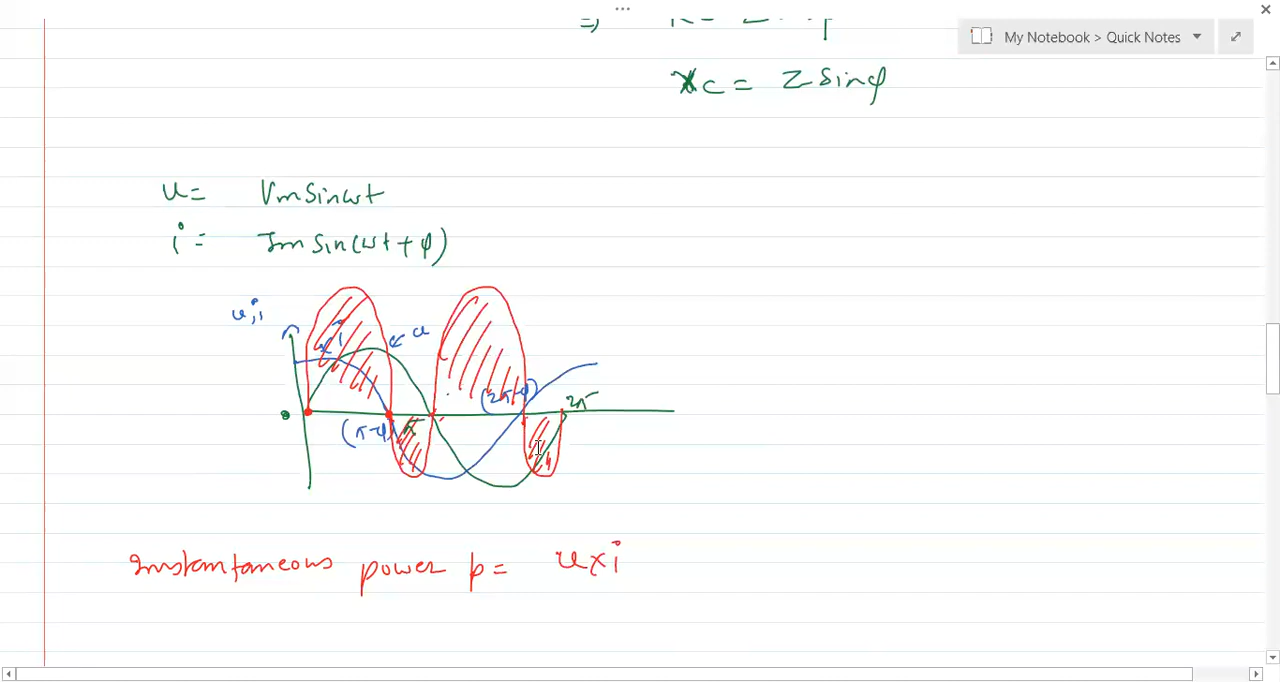 My Notebook > Quick Notes
xc = Z sinφ
u = Vm sinωt
i = Im sin(ωt + φ)
u,i
i
u
(π-φ)
π
(2π-φ)
2π
Instantaneous power p = u x i